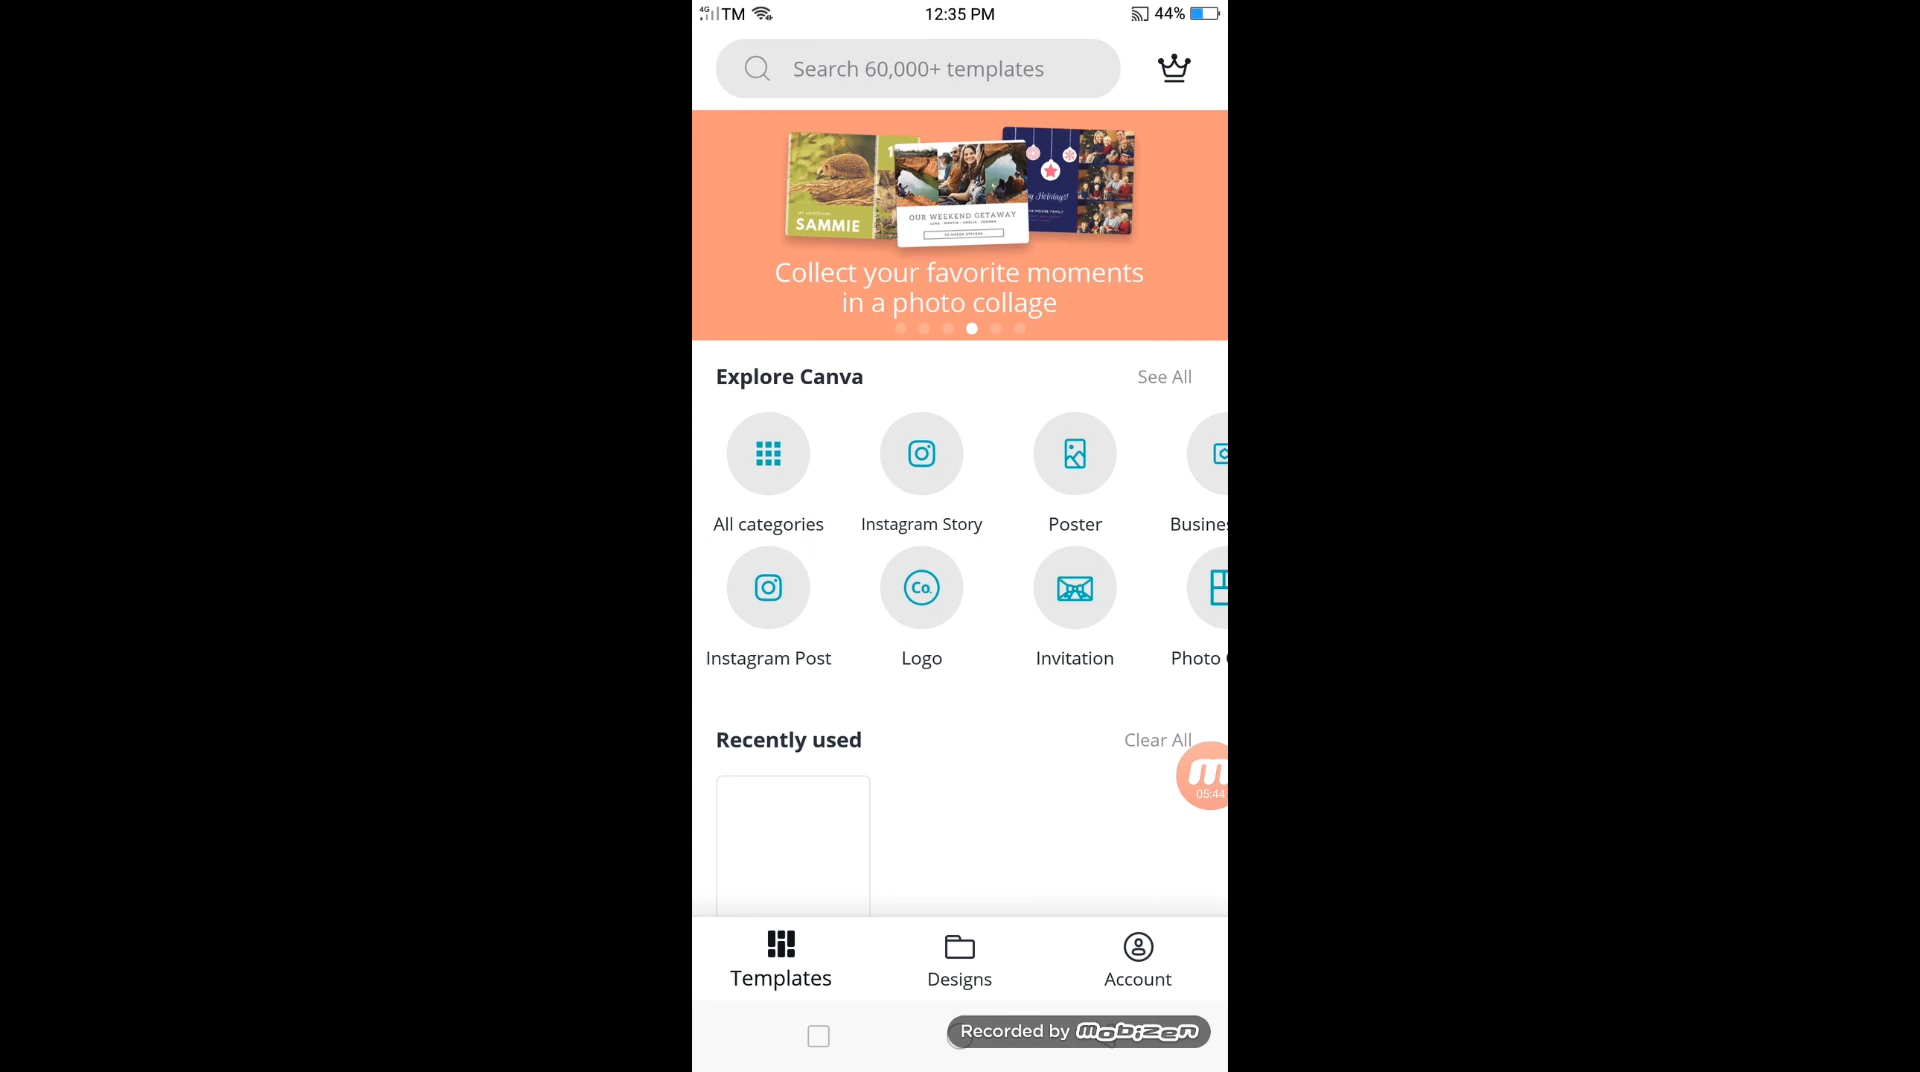 4G TM 12:35 PM 44%
Search 60,000+ templates
SAMMIE
OUR WEEKEND GETAWAY
Collect your favorite moments
in a photo collage
Explore Canva See All
All categories Instagram Story Poster
Instagram Post Logo Invitation Photo
Recently used Clear All
05:44
Templates Designs Account
Recorded by mobizen